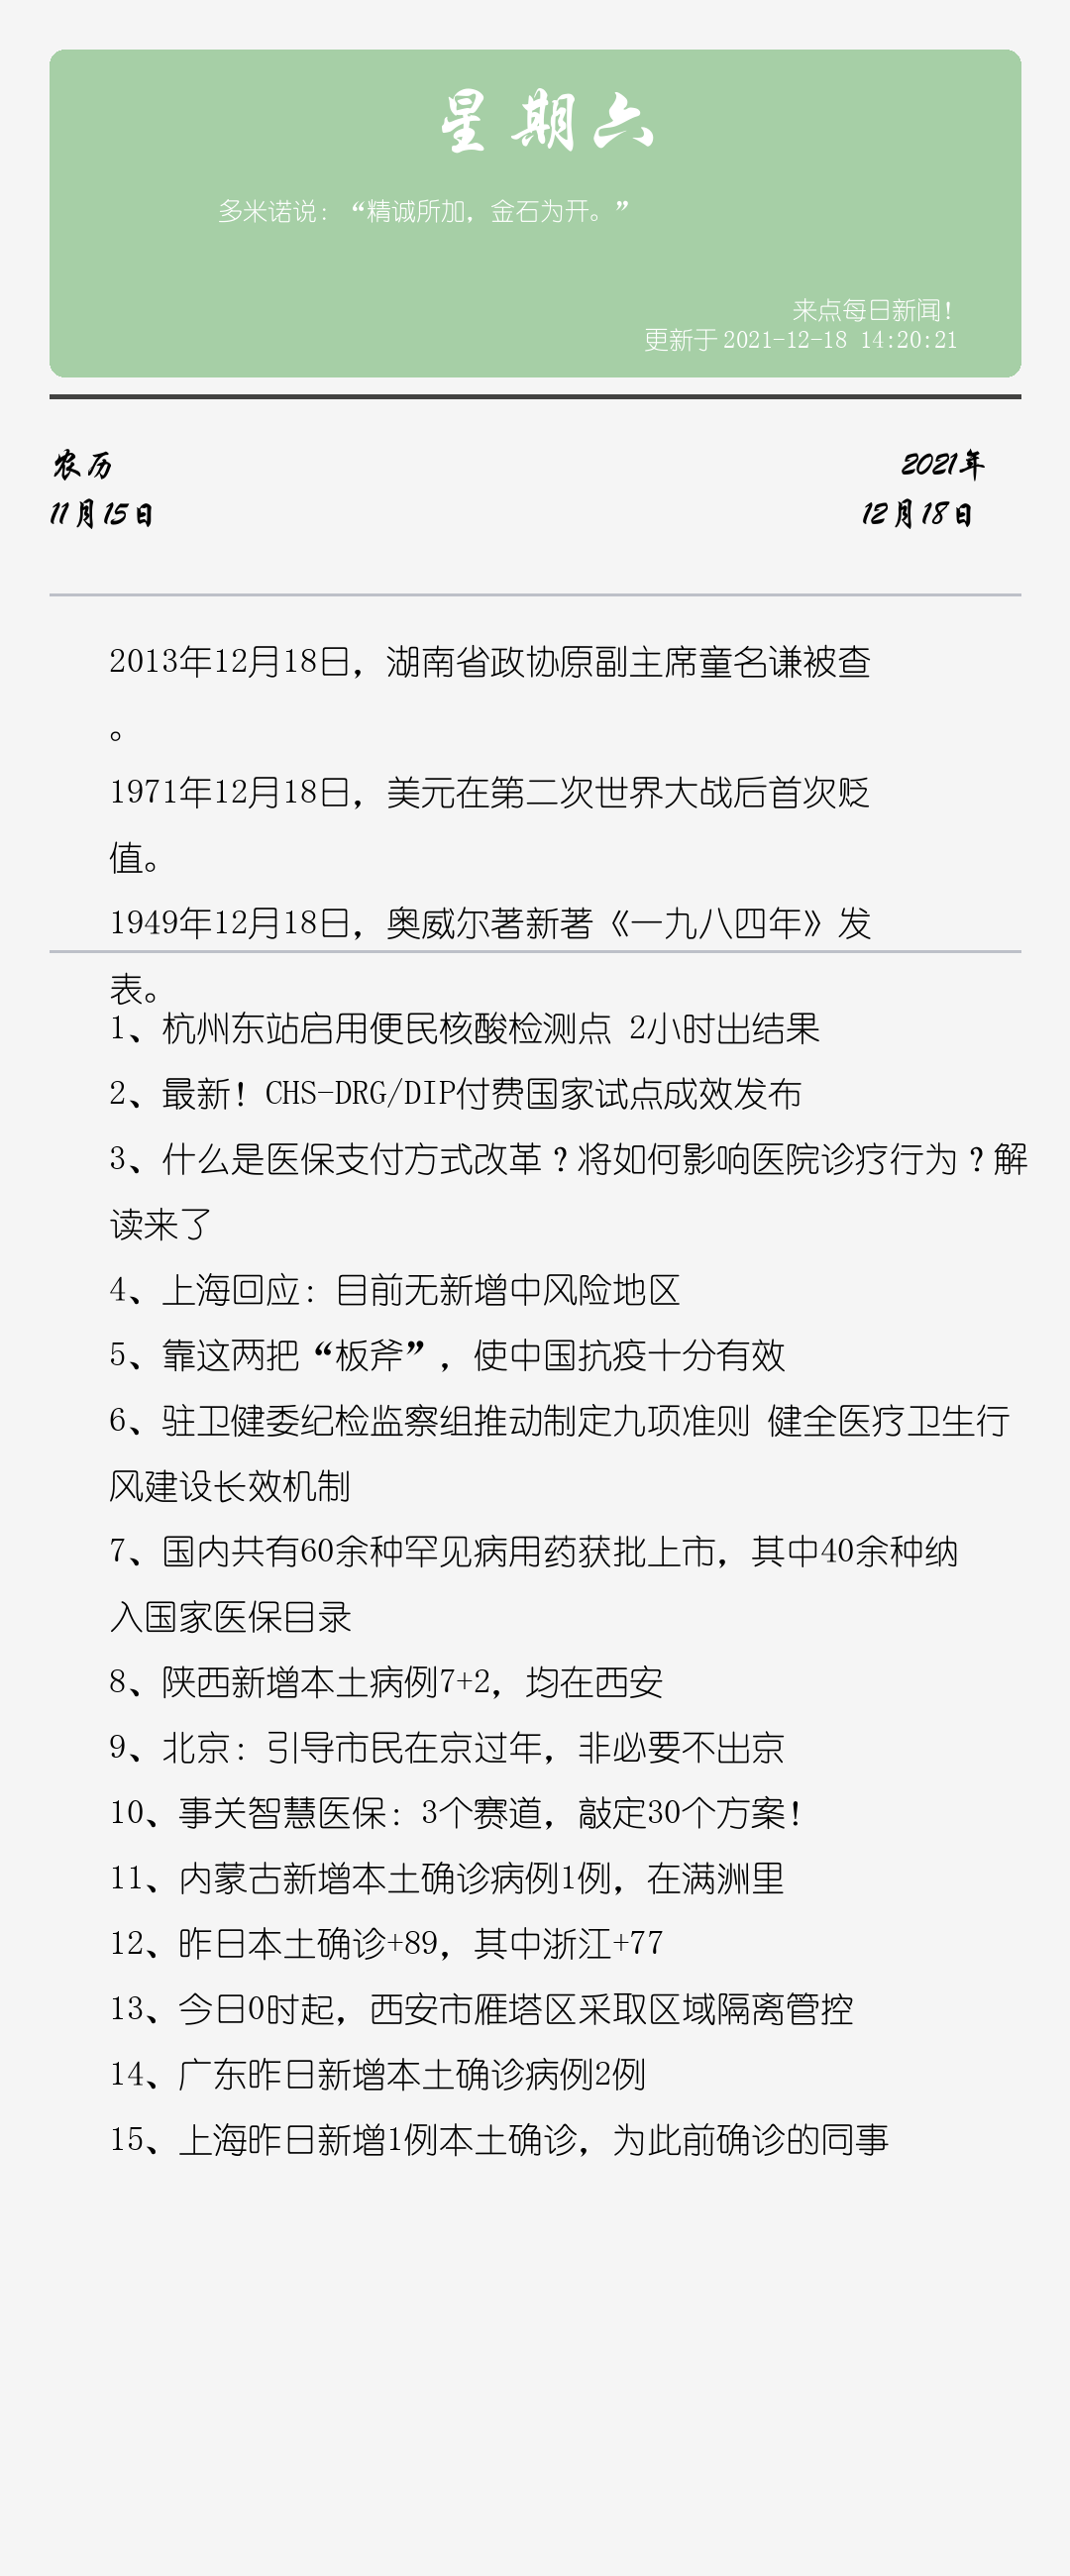 星期六
多米诺说：“精诚所加，金石为开。”
来点每日新闻！
更新于 2021-12-18 14:20:21
农历
2021年
11月15日
12月18日
2013年12月18日，湖南省政协原副主席童名谦被查
。
1971年12月18日，美元在第二次世界大战后首次贬
值。
1949年12月18日，奥威尔著新著《一九八四年》发
表。
1、杭州东站启用便民核酸检测点 2小时出结果
2、最新！CHS-DRG/DIP付费国家试点成效发布
3、什么是医保支付方式改革？将如何影响医院诊疗行为？解
读来了
4、上海回应：目前无新增中风险地区
5、靠这两把“板斧”，使中国抗疫十分有效
6、驻卫健委纪检监察组推动制定九项准则 健全医疗卫生行
风建设长效机制
7、国内共有60余种罕见病用药获批上市，其中40余种纳
入国家医保目录
8、陕西新增本土病例7+2，均在西安
9、北京：引导市民在京过年，非必要不出京
10、事关智慧医保：3个赛道，敲定30个方案！
11、内蒙古新增本土确诊病例1例，在满洲里
12、昨日本土确诊+89，其中浙江+77
13、今日0时起，西安市雁塔区采取区域隔离管控
14、广东昨日新增本土确诊病例2例
15、上海昨日新增1例本土确诊，为此前确诊的同事